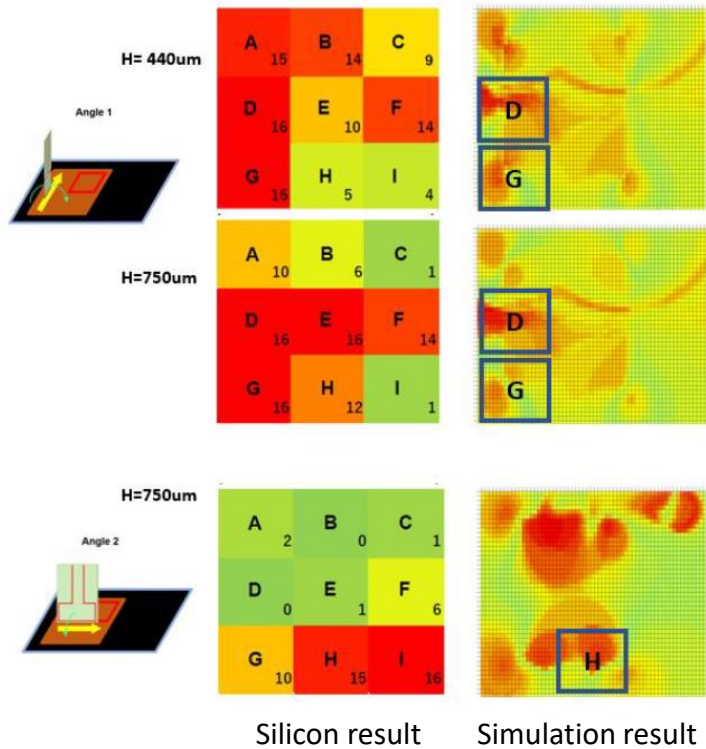 H= 440um
Angle 1
A 15 B 14 C 9
D 16 E 10 F 14
G 16 H 5 I 4
D
G
H=750um
A 10 B 6 C 1
D 16 E 16 F 14
G 16 H 12 I 1
D
G
H=750um
Angle 2
A 2 B 0 C 1
D 0 E 1 F 6
G 10 H 15 I 16
H
Silicon result Simulation result